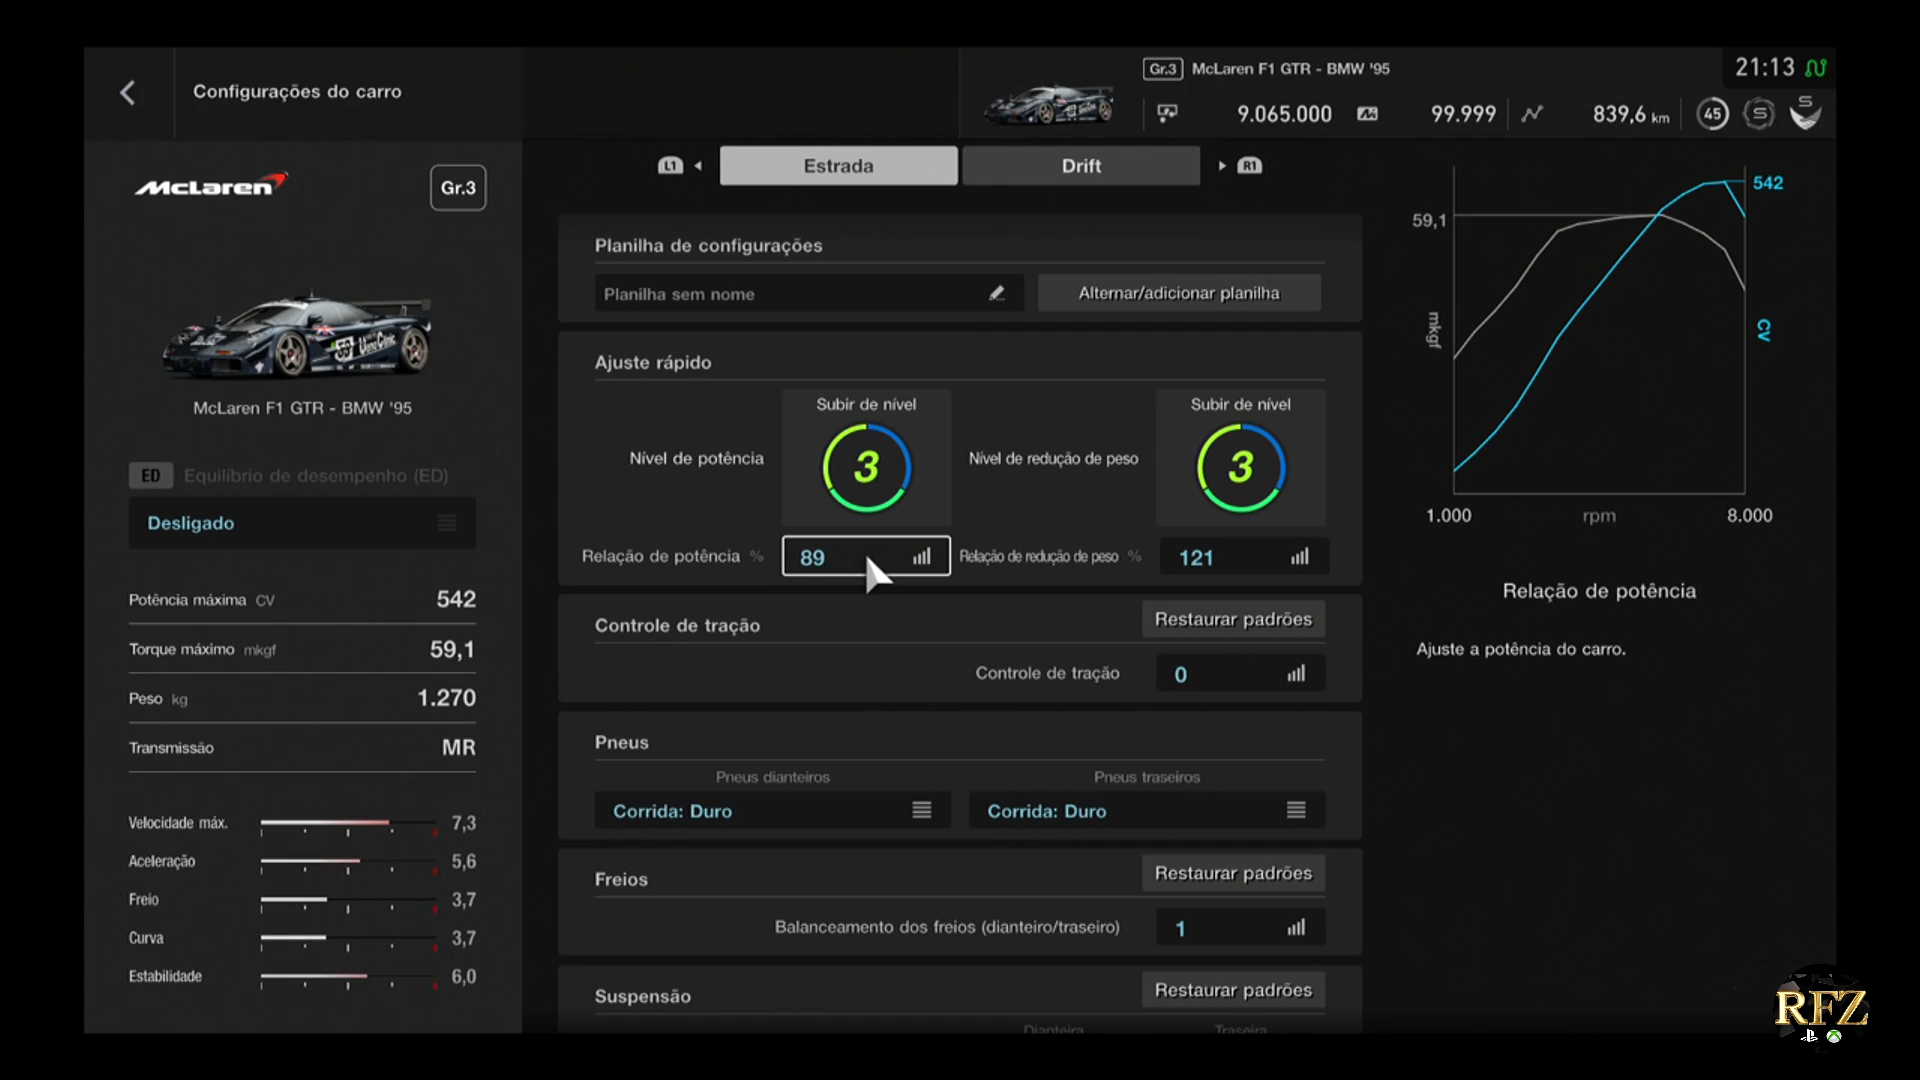 Configurações do carro
Gr.3 McLaren F1 GTR - BMW '95
21:13
9.065.000
99.999
839,6 km
45
S
S
McLaren
Gr.3
McLaren F1 GTR - BMW '95
ED Equilíbrio de desempenho (ED)
Desligado
Potência máxima CV 542
Torque máximo mkgf 59,1
Peso kg 1.270
Transmissão MR
Velocidade máx. 7,3
Aceleração 5,6
Freio 3,7
Curva 3,7
Estabilidade 6,0
L1 Estrada Drift R1
Planilha de configurações
Planilha sem nome Alternar/adicionar planilha
Ajuste rápido
Subir de nível Subir de nível
Nível de potência 3 Nível de redução de peso 3
Relação de potência % 89 Relação de redução de peso % 121
Controle de tração Restaurar padrões
Controle de tração 0
Pneus
Pneus dianteiros Pneus traseiros
Corrida: Duro Corrida: Duro
Freios Restaurar padrões
Balanceamento dos freios (dianteiro/traseiro) 1
Suspensão Restaurar padrões
Dianteira Traseira
542
59,1
mkgf
CV
1.000 rpm 8.000
Relação de potência
Ajuste a potência do carro.
RFZ